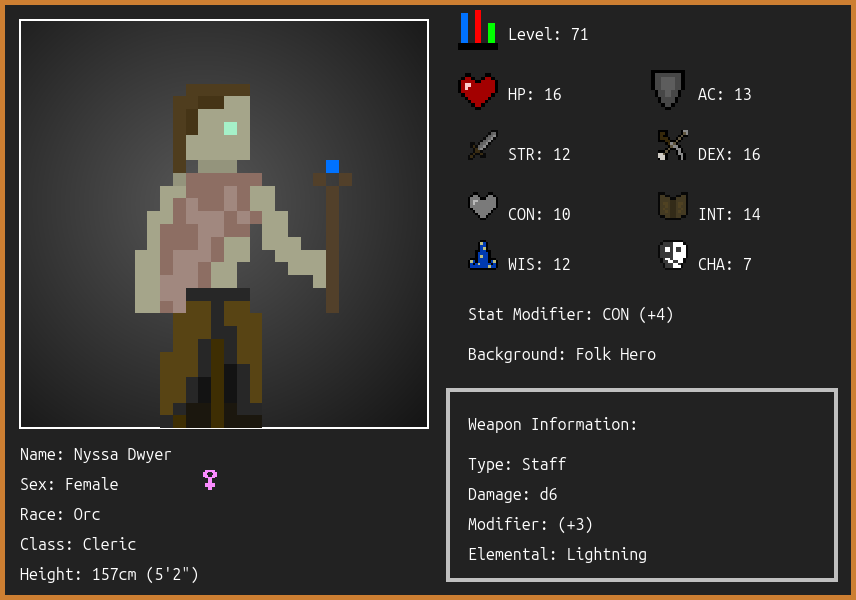 Level: 71
HP: 16
AC: 13
STR: 12
DEX: 16
CON: 10
INT: 14
WIS: 12
CHA: 7
Stat Modifier: CON (+4)
Background: Folk Hero
Weapon Information:
Type: Staff
Damage: d6
Modifier: (+3)
Elemental: Lightning
Name: Nyssa Dwyer
Sex: Female
Race: Orc
Class: Cleric
Height: 157cm (5'2")